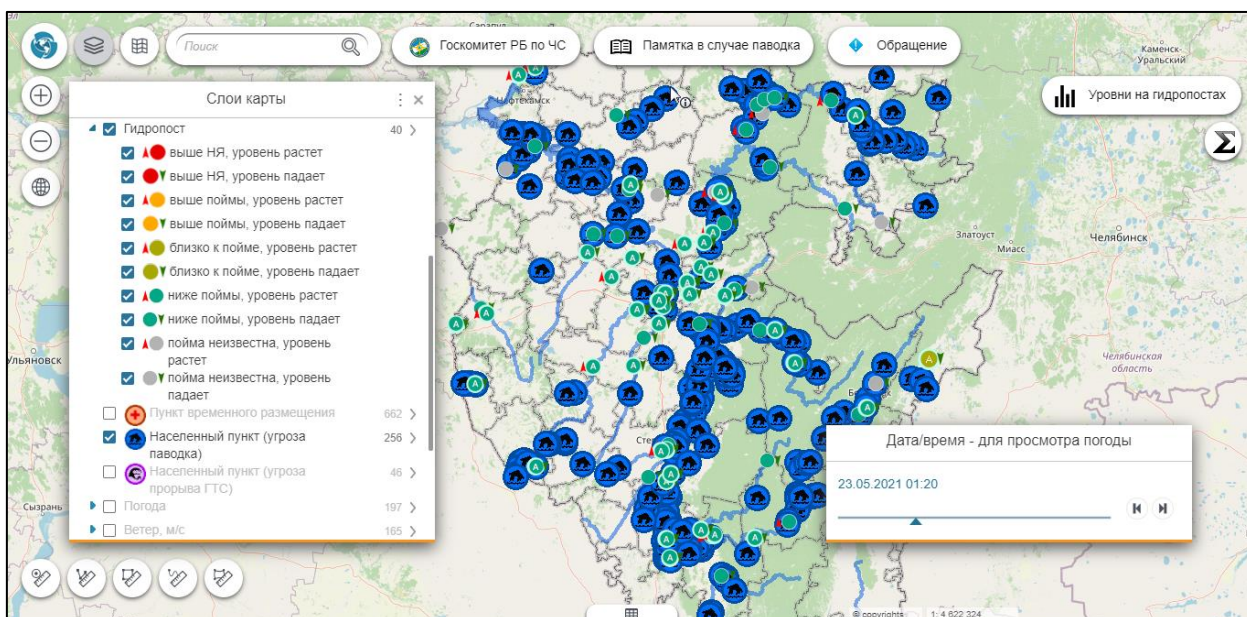 Сарапул
Поиск
Госкомитет РБ по ЧС
Памятка в случае паводка
Обращение
Каменск-
Уральский
Уровни на гидропостах
Слои карты
Гидропост 40
выше НЯ, уровень растет
выше НЯ, уровень падает
выше поймы, уровень растет
выше поймы, уровень падает
близко к пойме, уровень растет
близко к пойме, уровень падает
ниже поймы, уровень растет
ниже поймы, уровень падает
пойма неизвестна, уровень
растет
пойма неизвестна, уровень
падает
Пункт временного размещения 662
Населенный пункт (угроза 256
паводка)
Населенный пункт (угроза 46
прорыва ГТС)
Погода 197
Ветер, м/с 165
Златоуст
Миасс
Челябинск
Челябинская
область
Ульяновск
Сызрань
Дата/время - для просмотра погоды
23.05.2021 01:20
© copyrights
1: 4 622 324